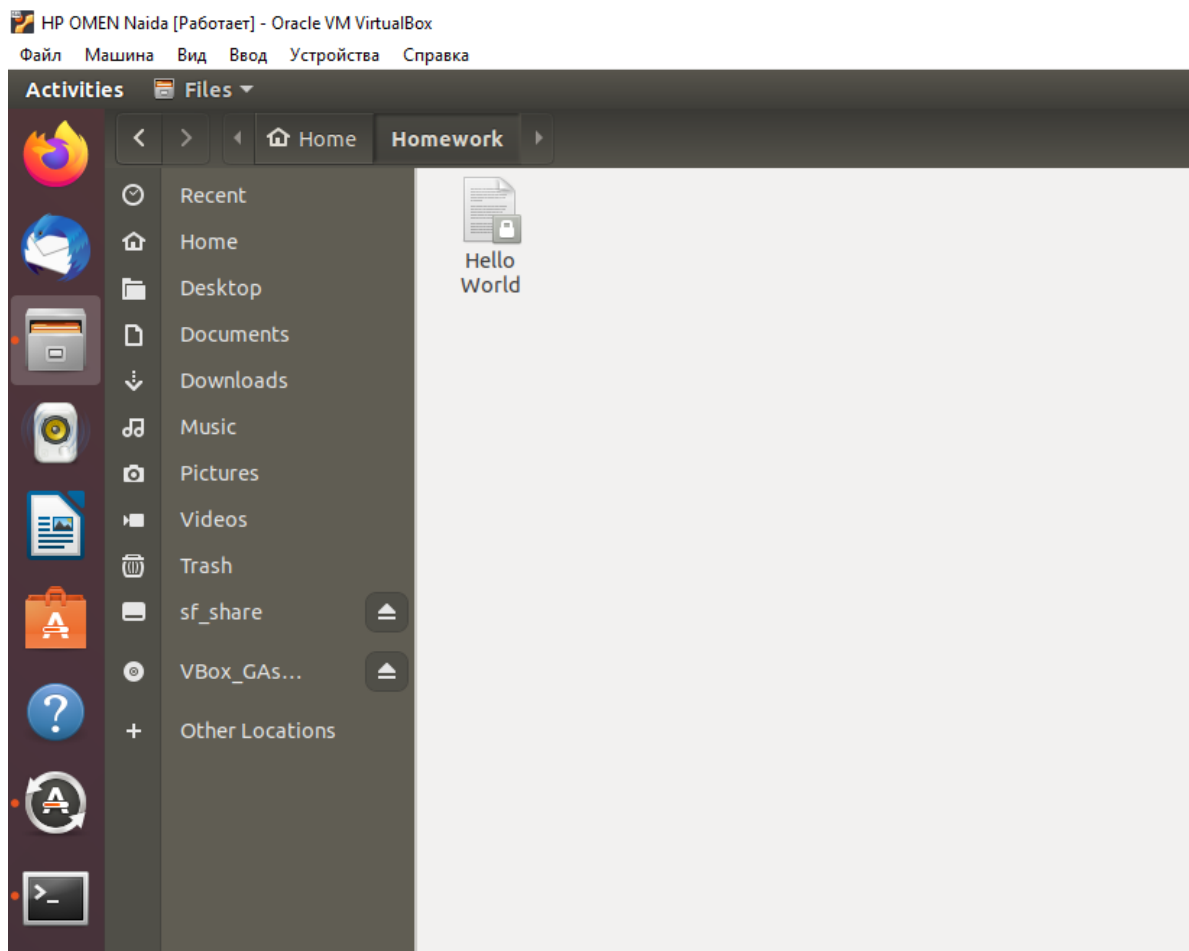 HP OMEN Naida [Работает] - Oracle VM VirtualBox
Файл Машина Вид Ввод Устройства Справка
Activities Files
Home Homework
Recent
Home
Desktop
Documents
Downloads
Music
Pictures
Videos
Trash
sf_share
VBox_GAs...
Other Locations
Hello
World